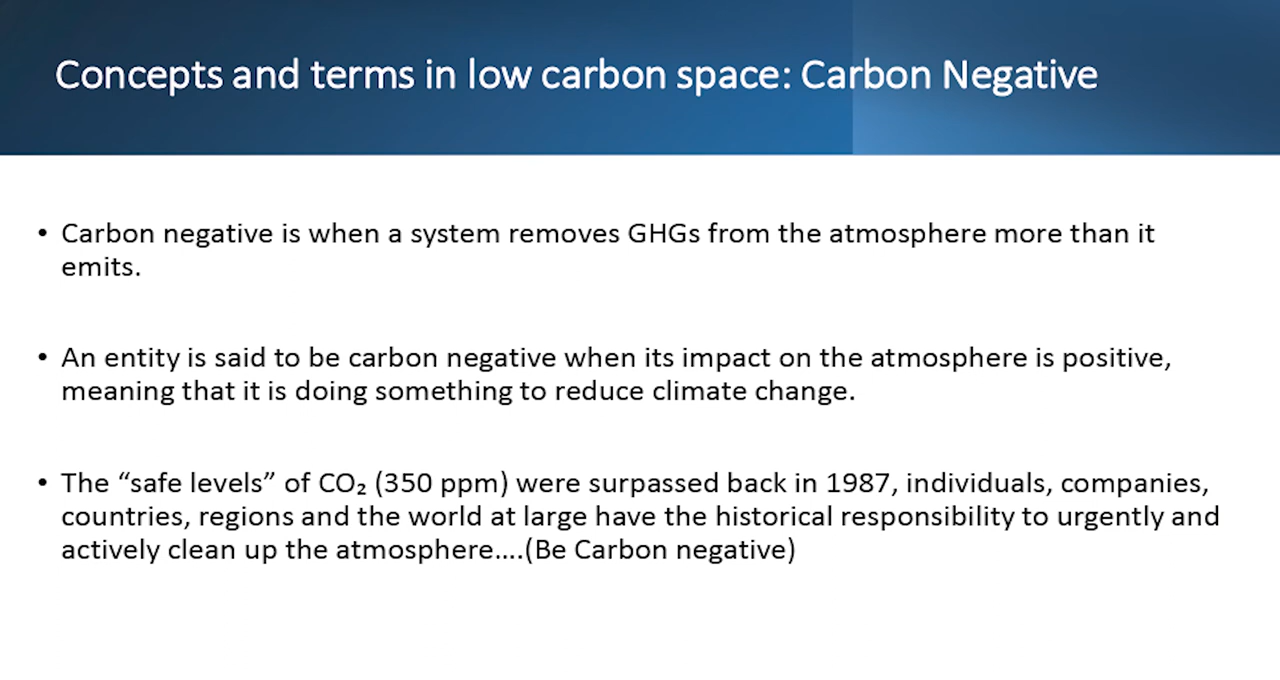 Concepts and terms in low carbon space: Carbon Negative
• Carbon negative is when a system removes GHGs from the atmosphere more than it
emits.
• An entity is said to be carbon negative when its impact on the atmosphere is positive,
meaning that it is doing something to reduce climate change.
• The “safe levels” of CO₂ (350 ppm) were surpassed back in 1987, individuals, companies,
countries, regions and the world at large have the historical responsibility to urgently and
actively clean up the atmosphere....(Be Carbon negative)